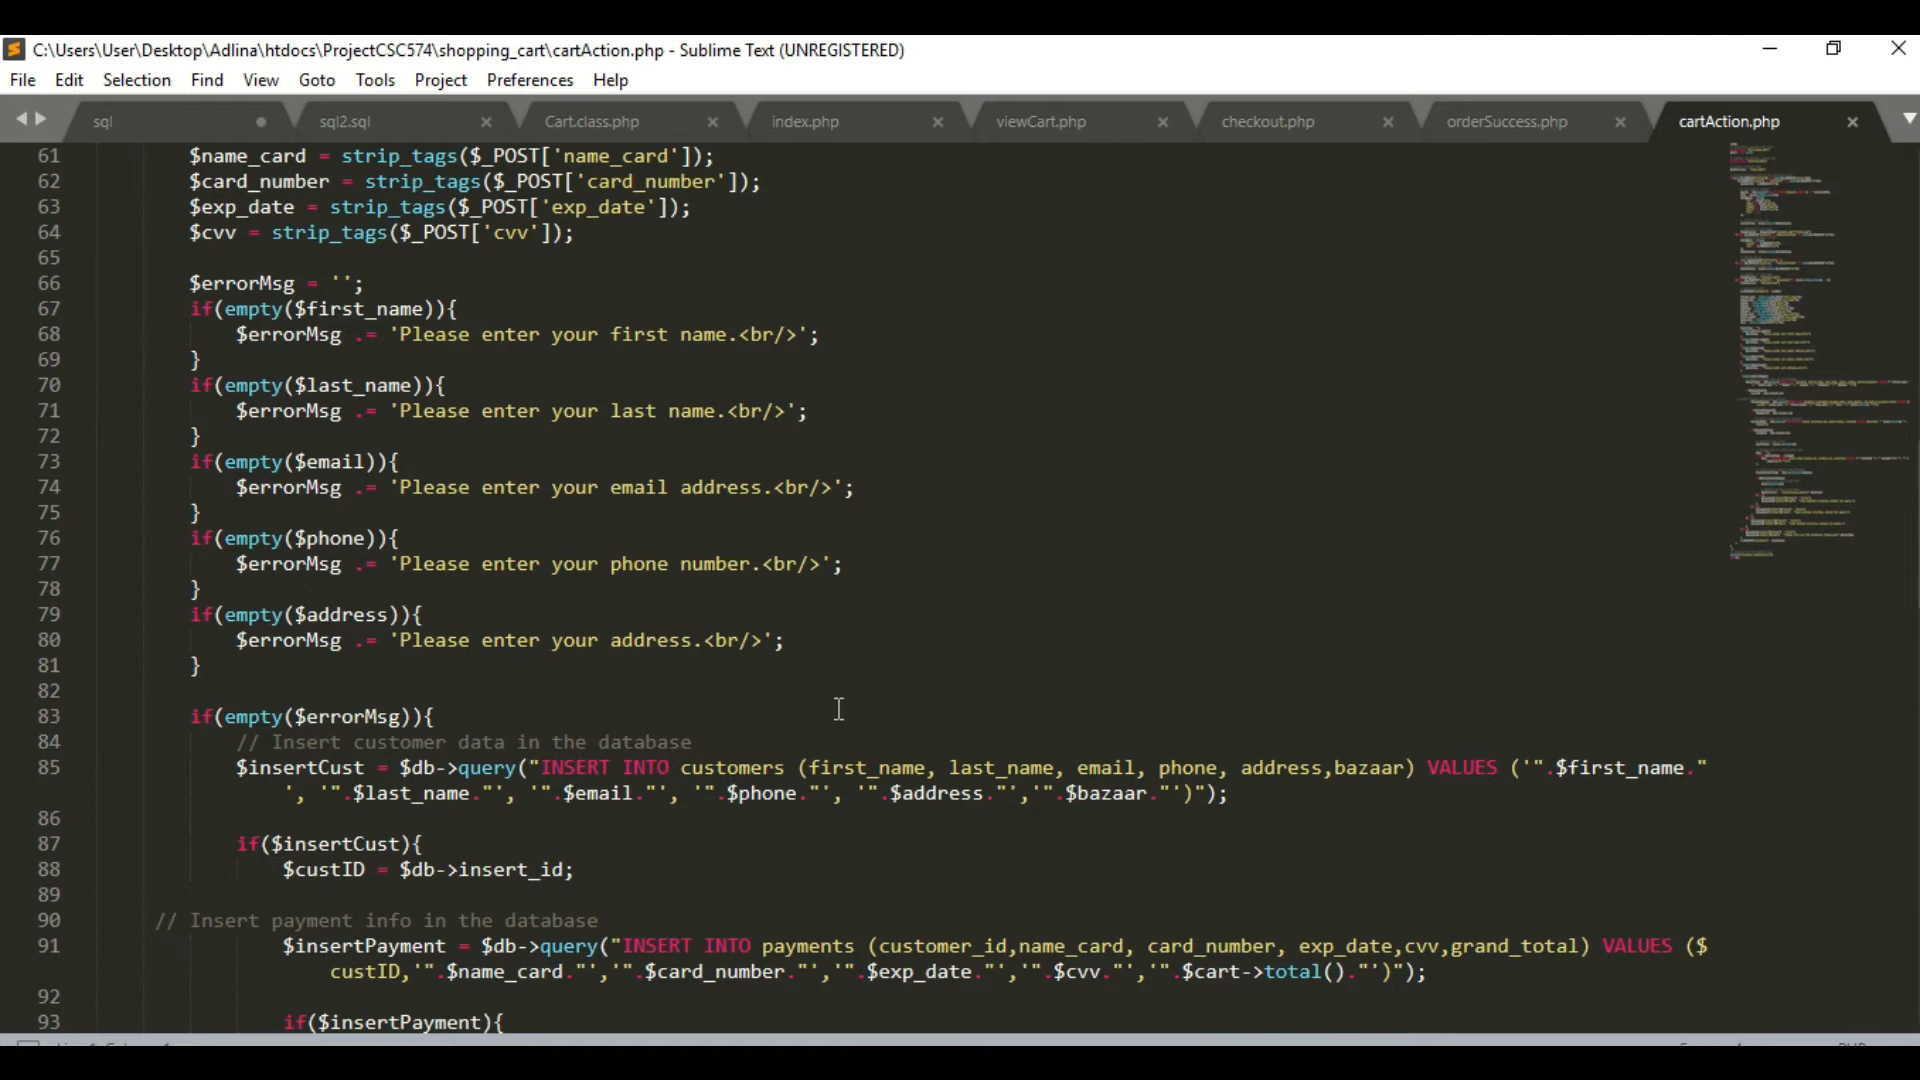 C:\Users\User\Desktop\Adlina\htdocs\ProjectCSC574\shopping_cart\cartAction.php - Sublime Text (UNREGISTERED)
File Edit Selection Find View Goto Tools Project Preferences Help
sql sql2.sql Cart.class.php index.php viewCart.php checkout.php orderSuccess.php cartAction.php
61 $name_card = strip_tags($_POST['name_card']);
62 $card_number = strip_tags($_POST['card_number']);
63 $exp_date = strip_tags($_POST['exp_date']);
64 $cvv = strip_tags($_POST['cvv']);
65
66 $errorMsg = '';
67 if(empty($first_name)){
68 $errorMsg .= 'Please enter your first name.<br/>';
69 }
70 if(empty($last_name)){
71 $errorMsg .= 'Please enter your last name.<br/>';
72 }
73 if(empty($email)){
74 $errorMsg .= 'Please enter your email address.<br/>';
75 }
76 if(empty($phone)){
77 $errorMsg .= 'Please enter your phone number.<br/>';
78 }
79 if(empty($address)){
80 $errorMsg .= 'Please enter your address.<br/>';
81 }
82
83 if(empty($errorMsg)){
84 // Insert customer data in the database
85 $insertCust = $db->query("INSERT INTO customers (first_name, last_name, email, phone, address,bazaar) VALUES ('".$first_name."
', '".$last_name."', '".$email."', '".$phone."', '".$address."','".$bazaar."')");
86
87 if($insertCust){
88 $custID = $db->insert_id;
89
90 // Insert payment info in the database
91 $insertPayment = $db->query("INSERT INTO payments (customer_id,name_card, card_number, exp_date,cvv,grand_total) VALUES ($
custID,'".$name_card."','".$card_number."','".$exp_date."','".$cvv."','".$cart->total()."')");
92
93 if($insertPayment){